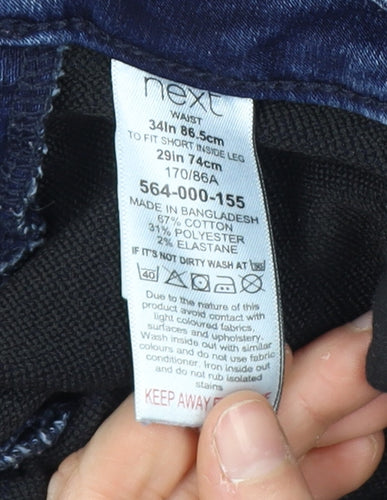 next
WAIST
34In 86.5cm
TO FIT SHORT INSIDE LEG
29in 74cm
170/86A
564-000-155
MADE IN BANGLADESH
67% COTTON
31% POLYESTER
2% ELASTANE
IF IT'S NOT DIRTY WASH AT
40
Due to the nature of this
product avoid contact with
light coloured fabrics,
surfaces and upholstery.
Wash inside out with similar
colours and do not use fabric
conditioner. Iron inside out
and do not rub isolated
stains
KEEP AWAY